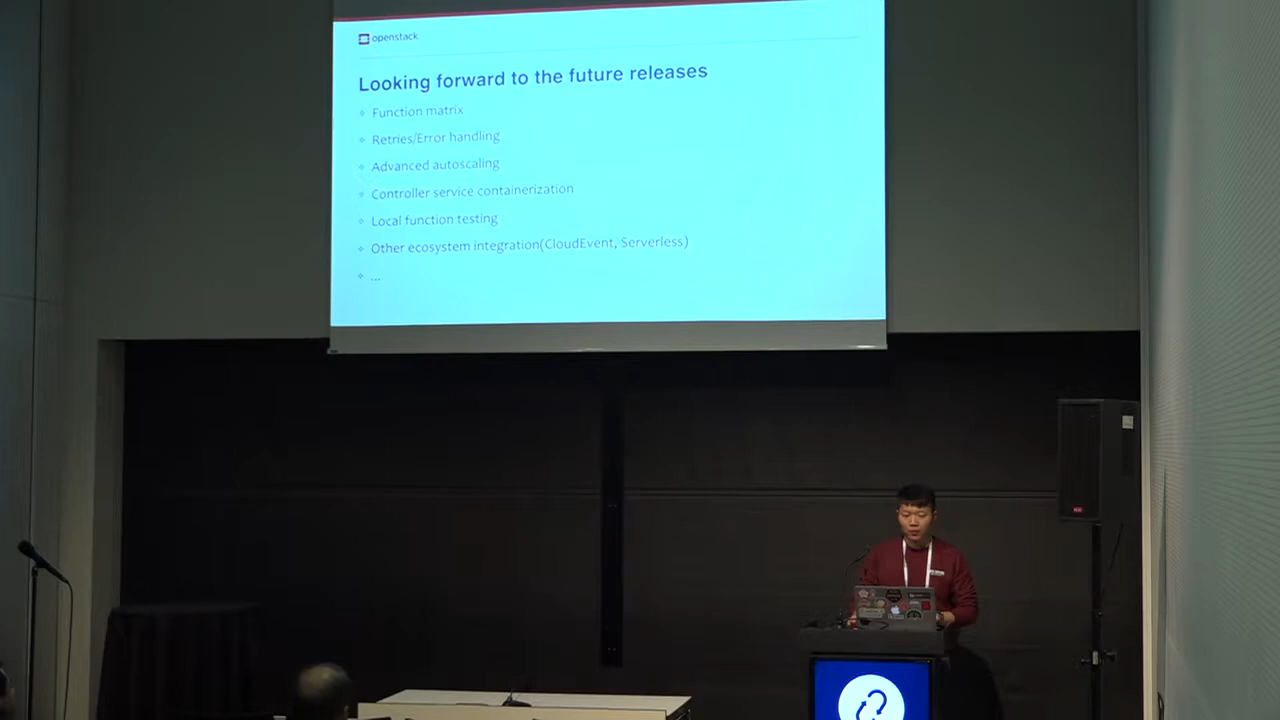 openstack
Looking forward to the future releases
Function matrix
Retries/Error handling
Advanced autoscaling
Controller service containerization
Local function testing
Other ecosystem integration(CloudEvent, Serverless)
...